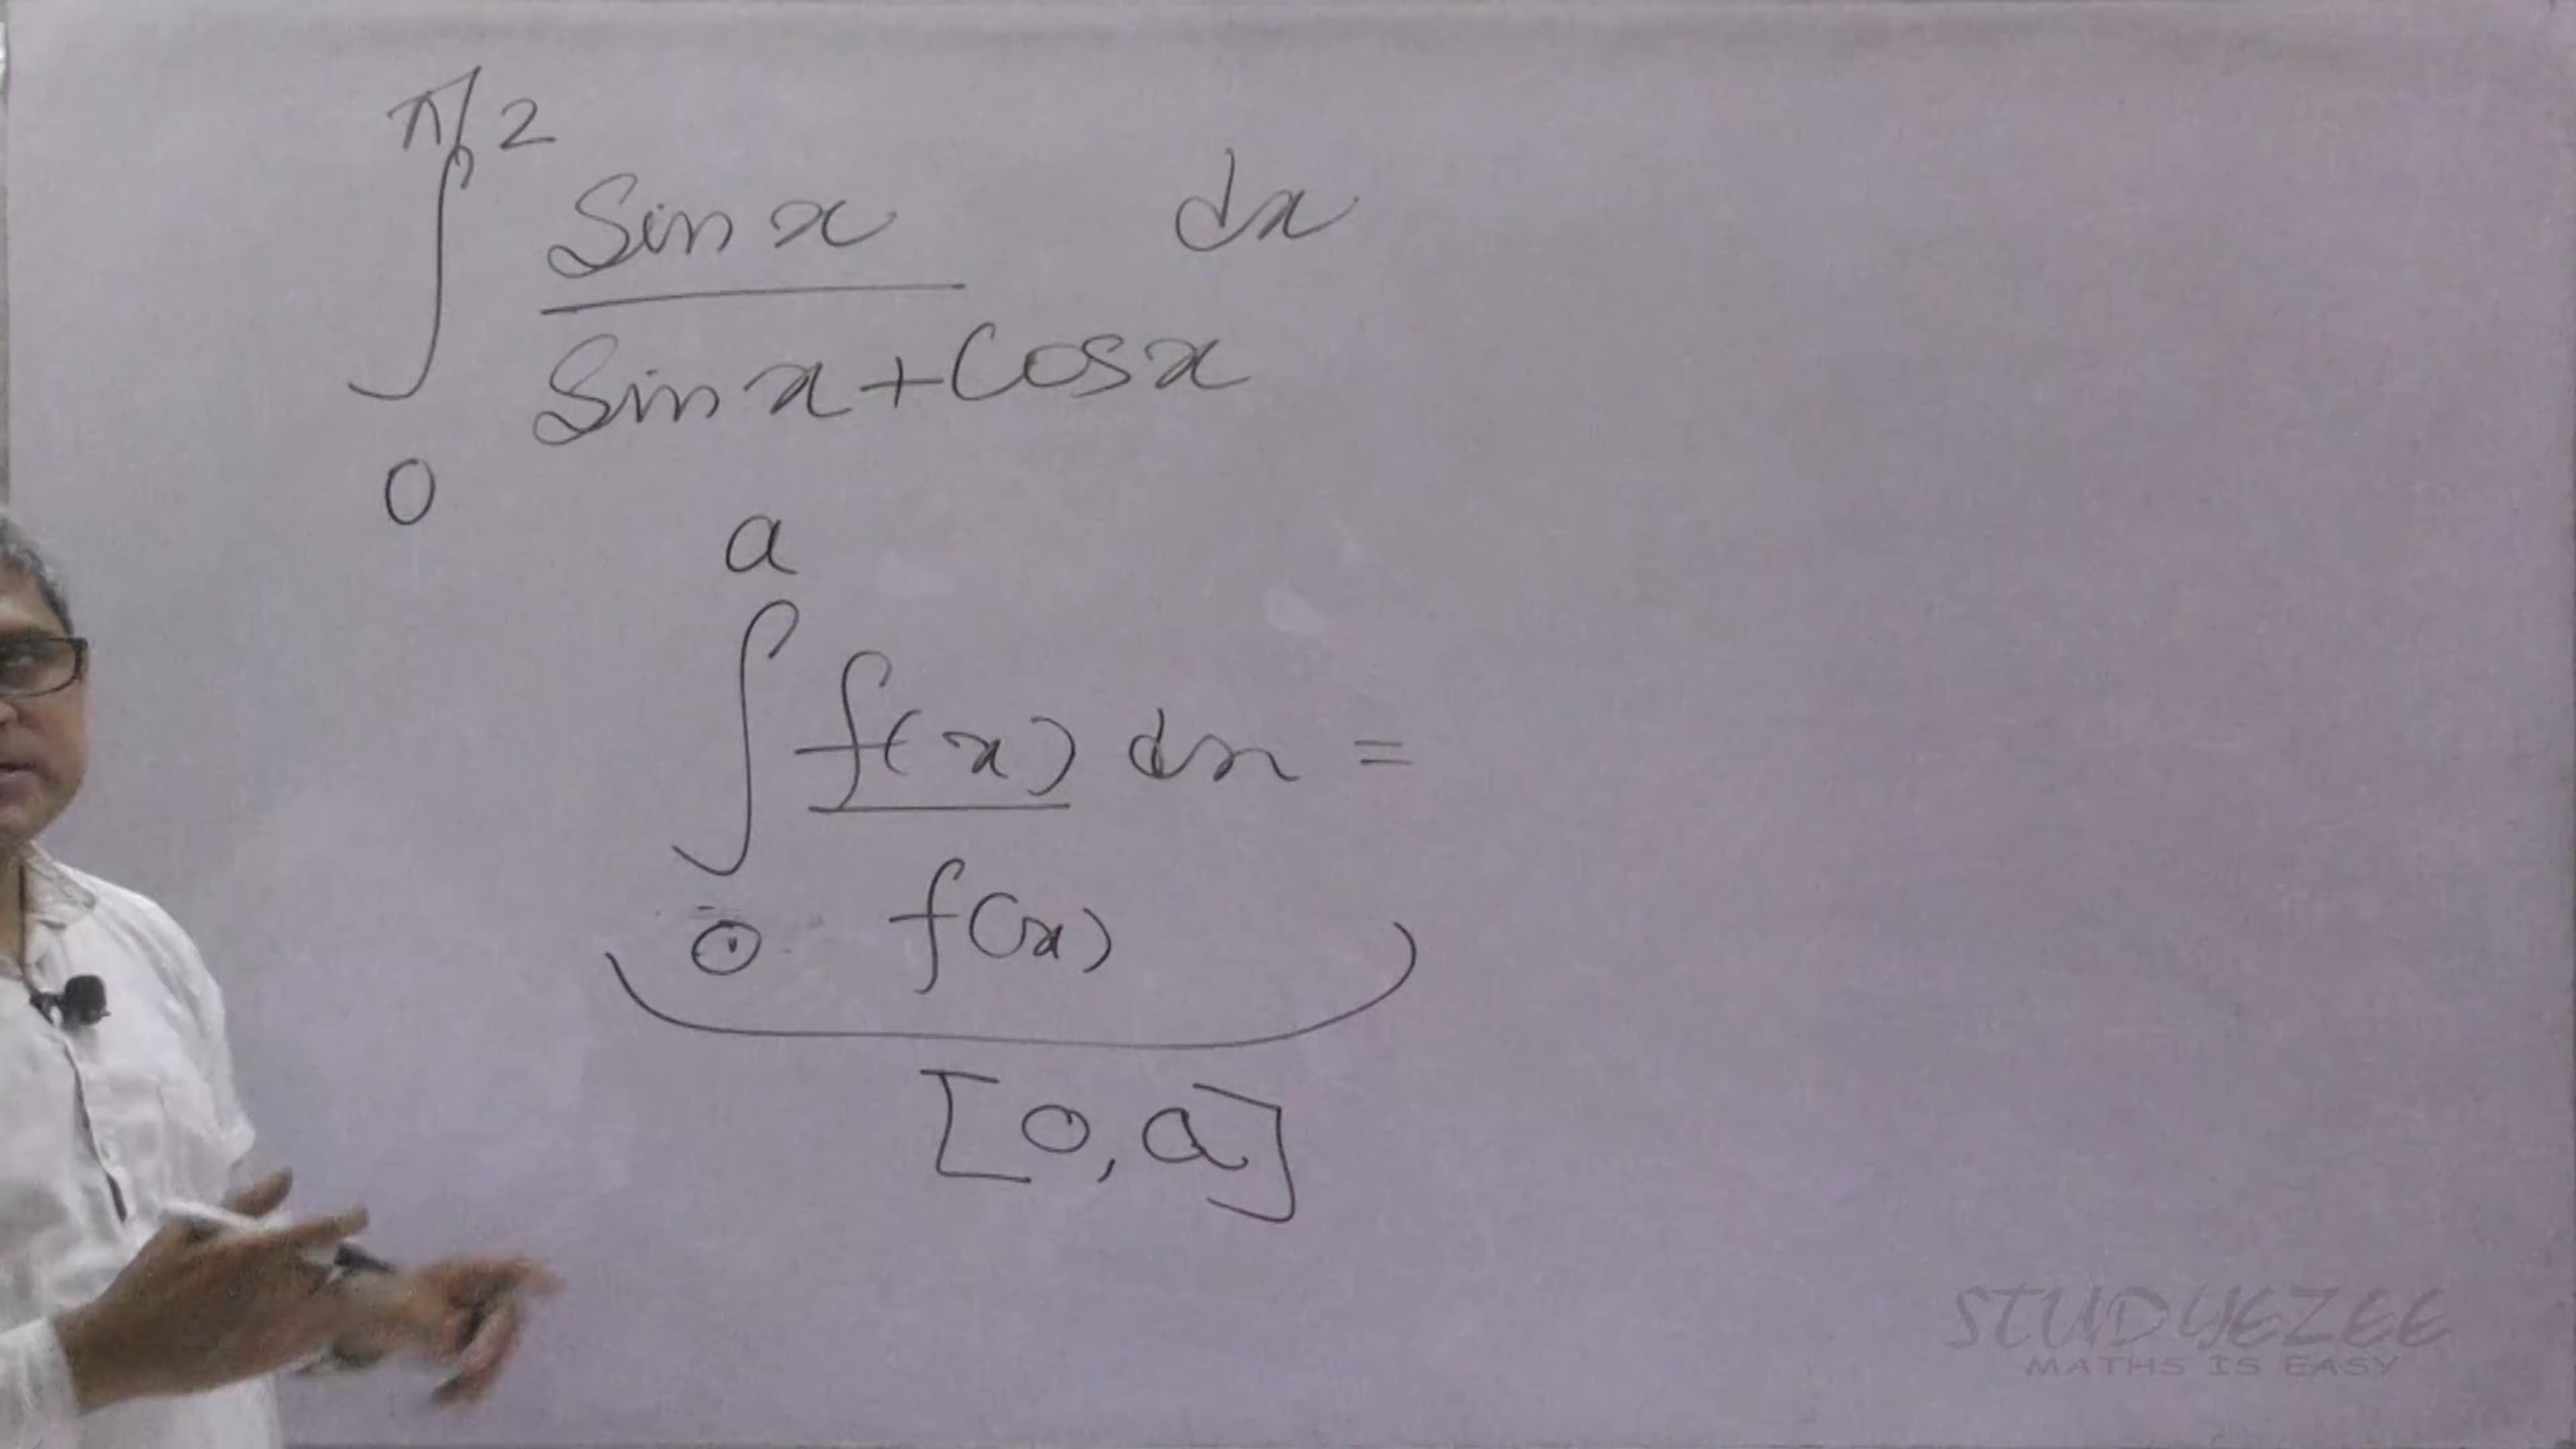 π/2
∫ Sin x dx
Sin x + Cos x
0
a
∫ f(x) dx =
0 f(x)
[0, a]
STUDYEZEE
MATHS IS EASY